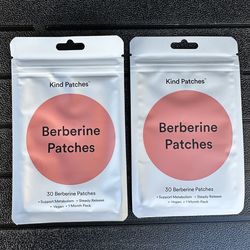 Kind Patches
Berberine
Patches
30 Berberine Patches
• Support Metabolism • Steady Release
• Vegan • 1 Month Pack
Kind Patches
Berberine
Patches
30 Berberine Patches
• Support Metabolism • Steady Release
• Vegan • 1 Month Pack